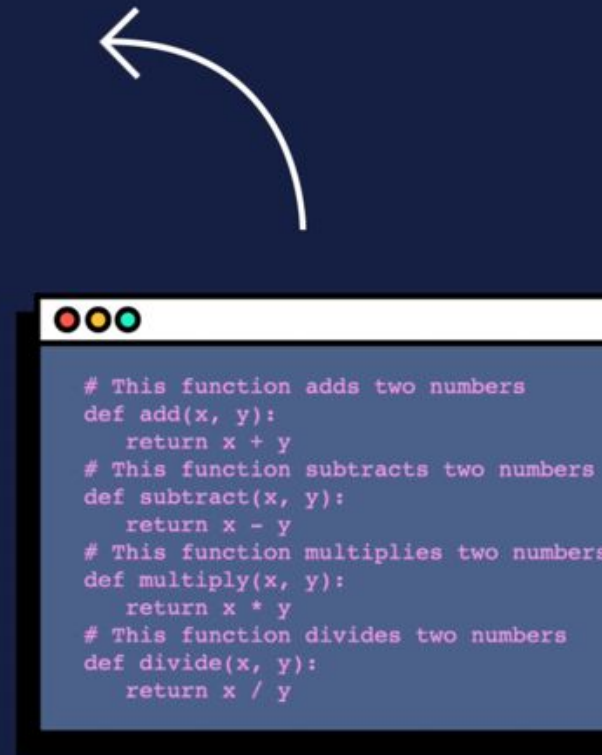 # This function adds two numbers
def add(x, y):
   return x + y
# This function subtracts two numbers
def subtract(x, y):
   return x - y
# This function multiplies two numbers
def multiply(x, y):
   return x * y
# This function divides two numbers
def divide(x, y):
   return x / y